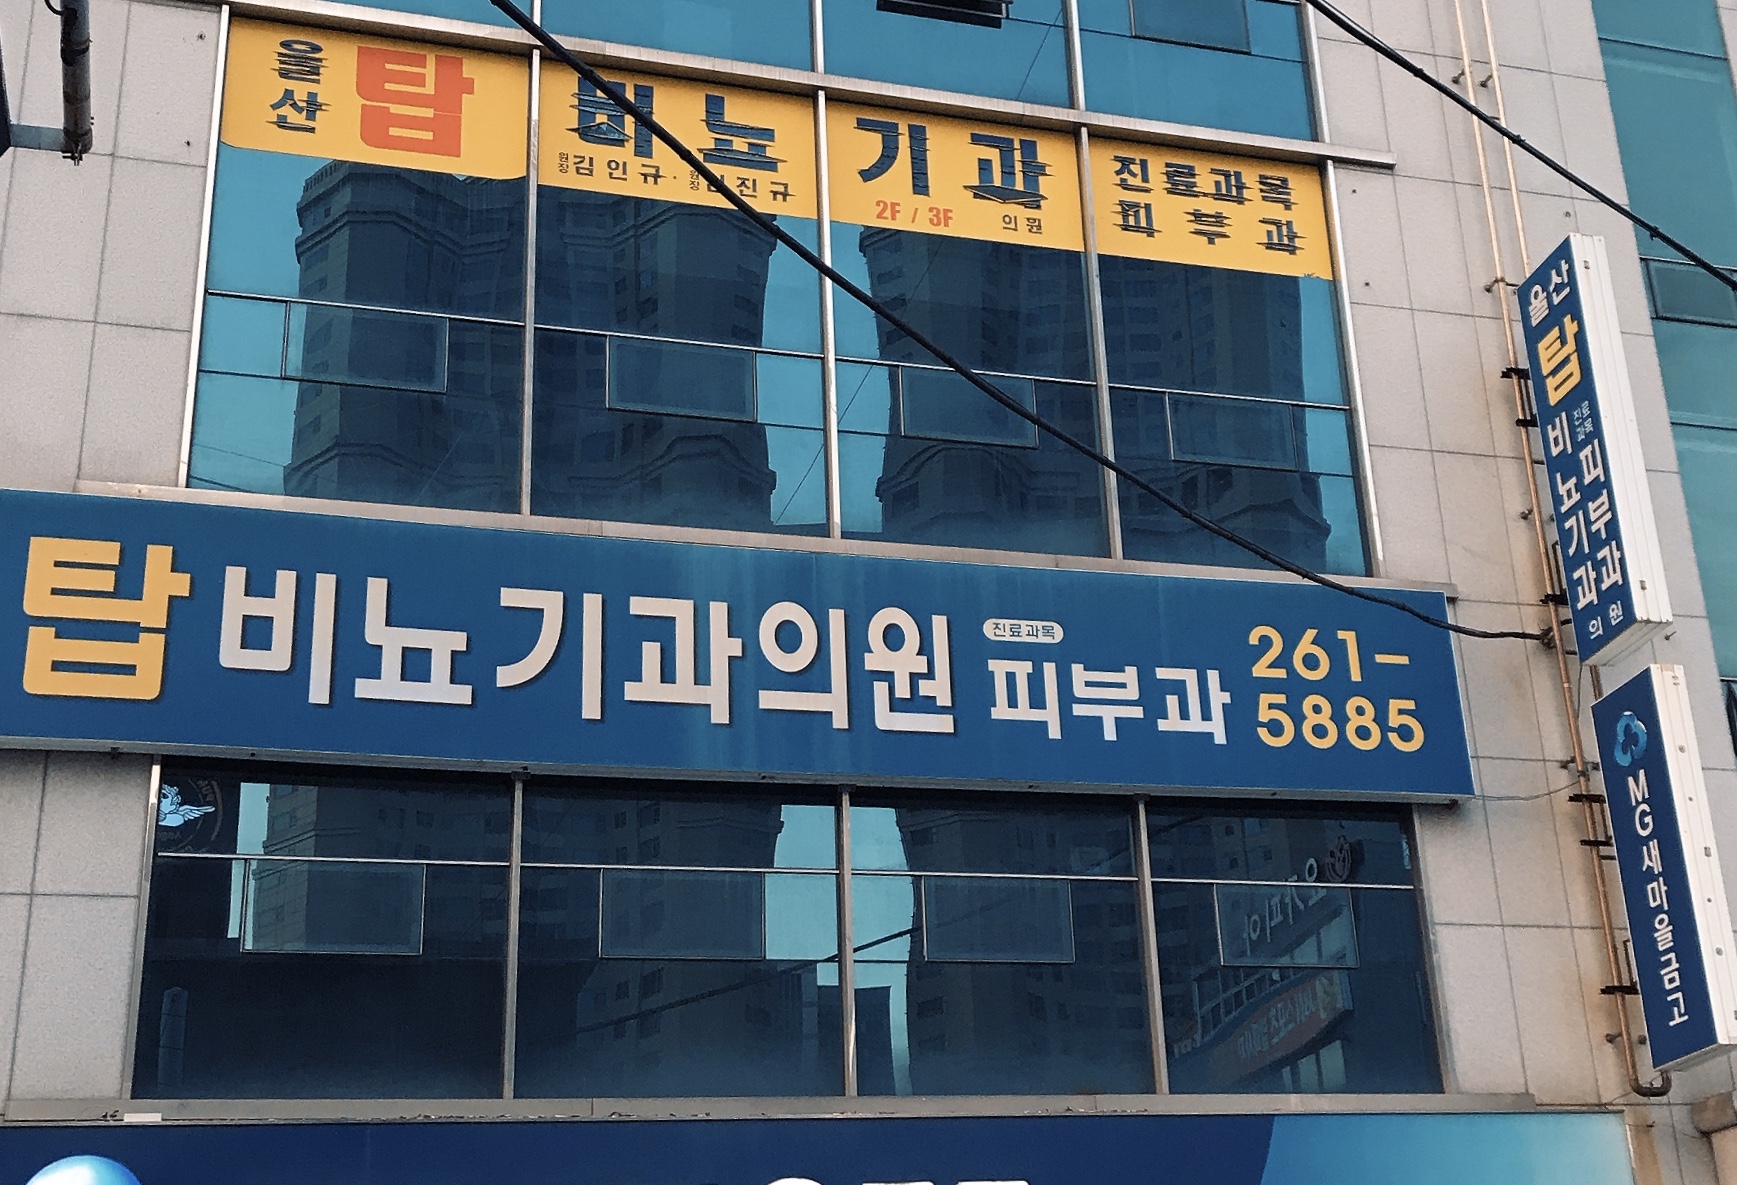 울산 탑 비뇨기과 진료과목
피부과
원장 김인규 · 원장 진규 2F / 3F 의원
탑비뇨기과의원 진료과목 피부과 261-
5885
울산
탑
비뇨기과 의원
진료과목
피부과
MG새마을금고